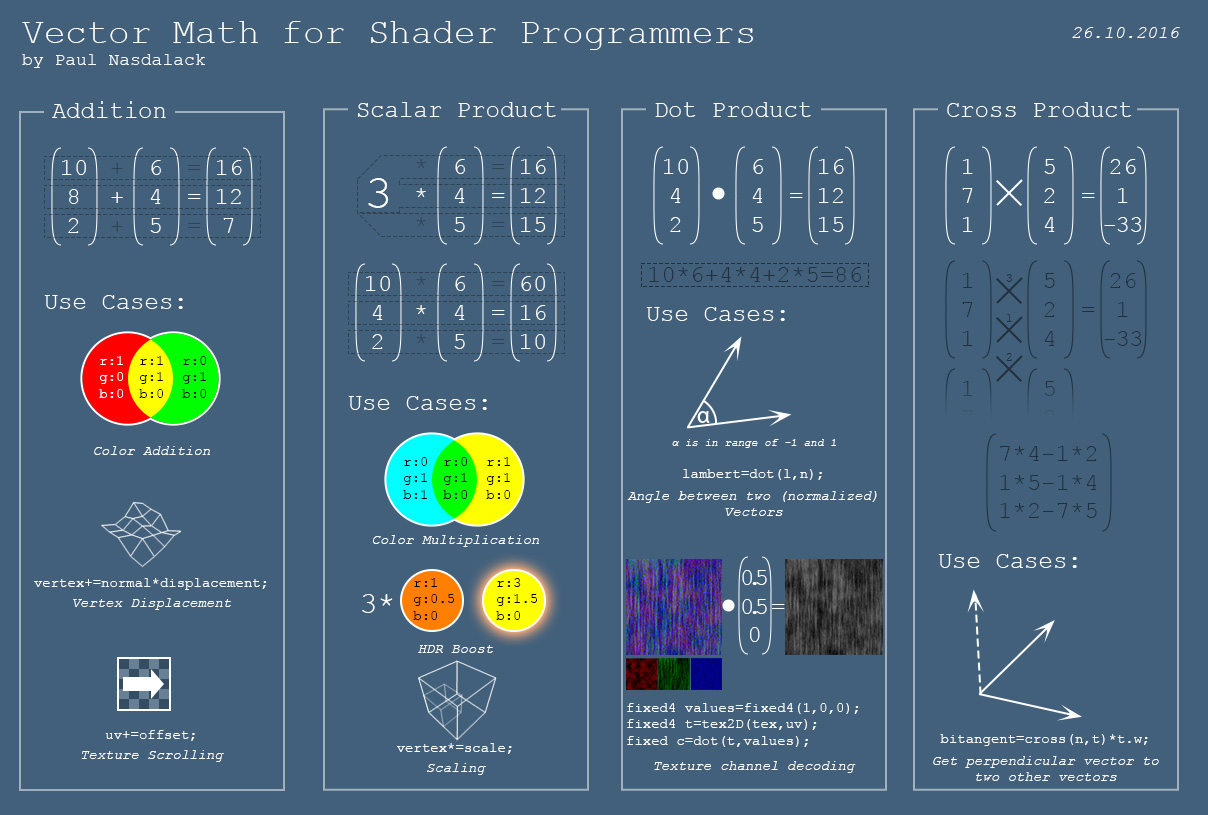 Vector Math for Shader Programmers
by Paul Nasdalack
26.10.2016
Addition
10 + 6 = 16
8 + 4 = 12
2 + 5 = 7
Use Cases:
r:1 r:1 r:0
g:0 g:1 g:1
b:0 b:0 b:0
Color Addition
vertex+=normal*displacement;
Vertex Displacement
uv+=offset;
Texture Scrolling
Scalar Product
* 6 = 16
3 * 4 = 12
* 5 = 15
10 * 6 = 60
4 * 4 = 16
2 * 5 = 10
Use Cases:
r:0 r:0 r:1
g:1 g:1 g:1
b:1 b:0 b:0
Color Multiplication
r:1 r:3
3* g:0.5 g:1.5
b:0 b:0
HDR Boost
vertex*=scale;
Scaling
Dot Product
10 6 16
4 • 4 = 12
2 5 15
10*6+4*4+2*5=86
Use Cases:
α
α is in range of -1 and 1
lambert=dot(l,n);
Angle between two (normalized)
Vectors
0.5
• 0.5 =
0
fixed4 values=fixed4(1,0,0);
fixed4 t=tex2D(tex,uv);
fixed c=dot(t,values);
Texture channel decoding
Cross Product
1 5 26
7 × 2 = 1
1 4 -33
1 3 5 26
7 1 2 = 1
1 2 4 -33
1 5
7*4-1*2
1*5-1*4
1*2-7*5
Use Cases:
bitangent=cross(n,t)*t.w;
Get perpendicular vector to
two other vectors